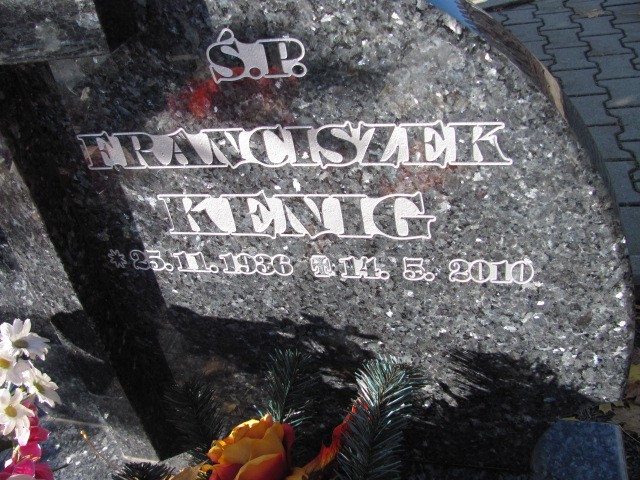 Ś.P.
FRANCISZEK
KENIG
* 25.11.1936 ✝ 14. 5. 2010